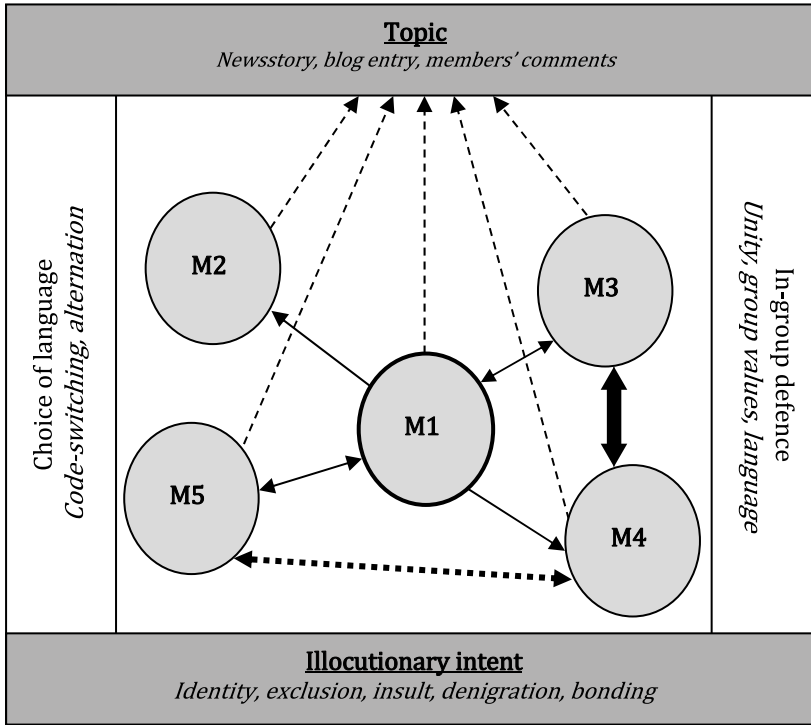 Topic
Newsstory, blog entry, members’ comments
Choice of language
Code-switching, alternation
M2
M3
M1
M5
M4
In-group defence
Unity, group values, language
Illocutionary intent
Identity, exclusion, insult, denigration, bonding